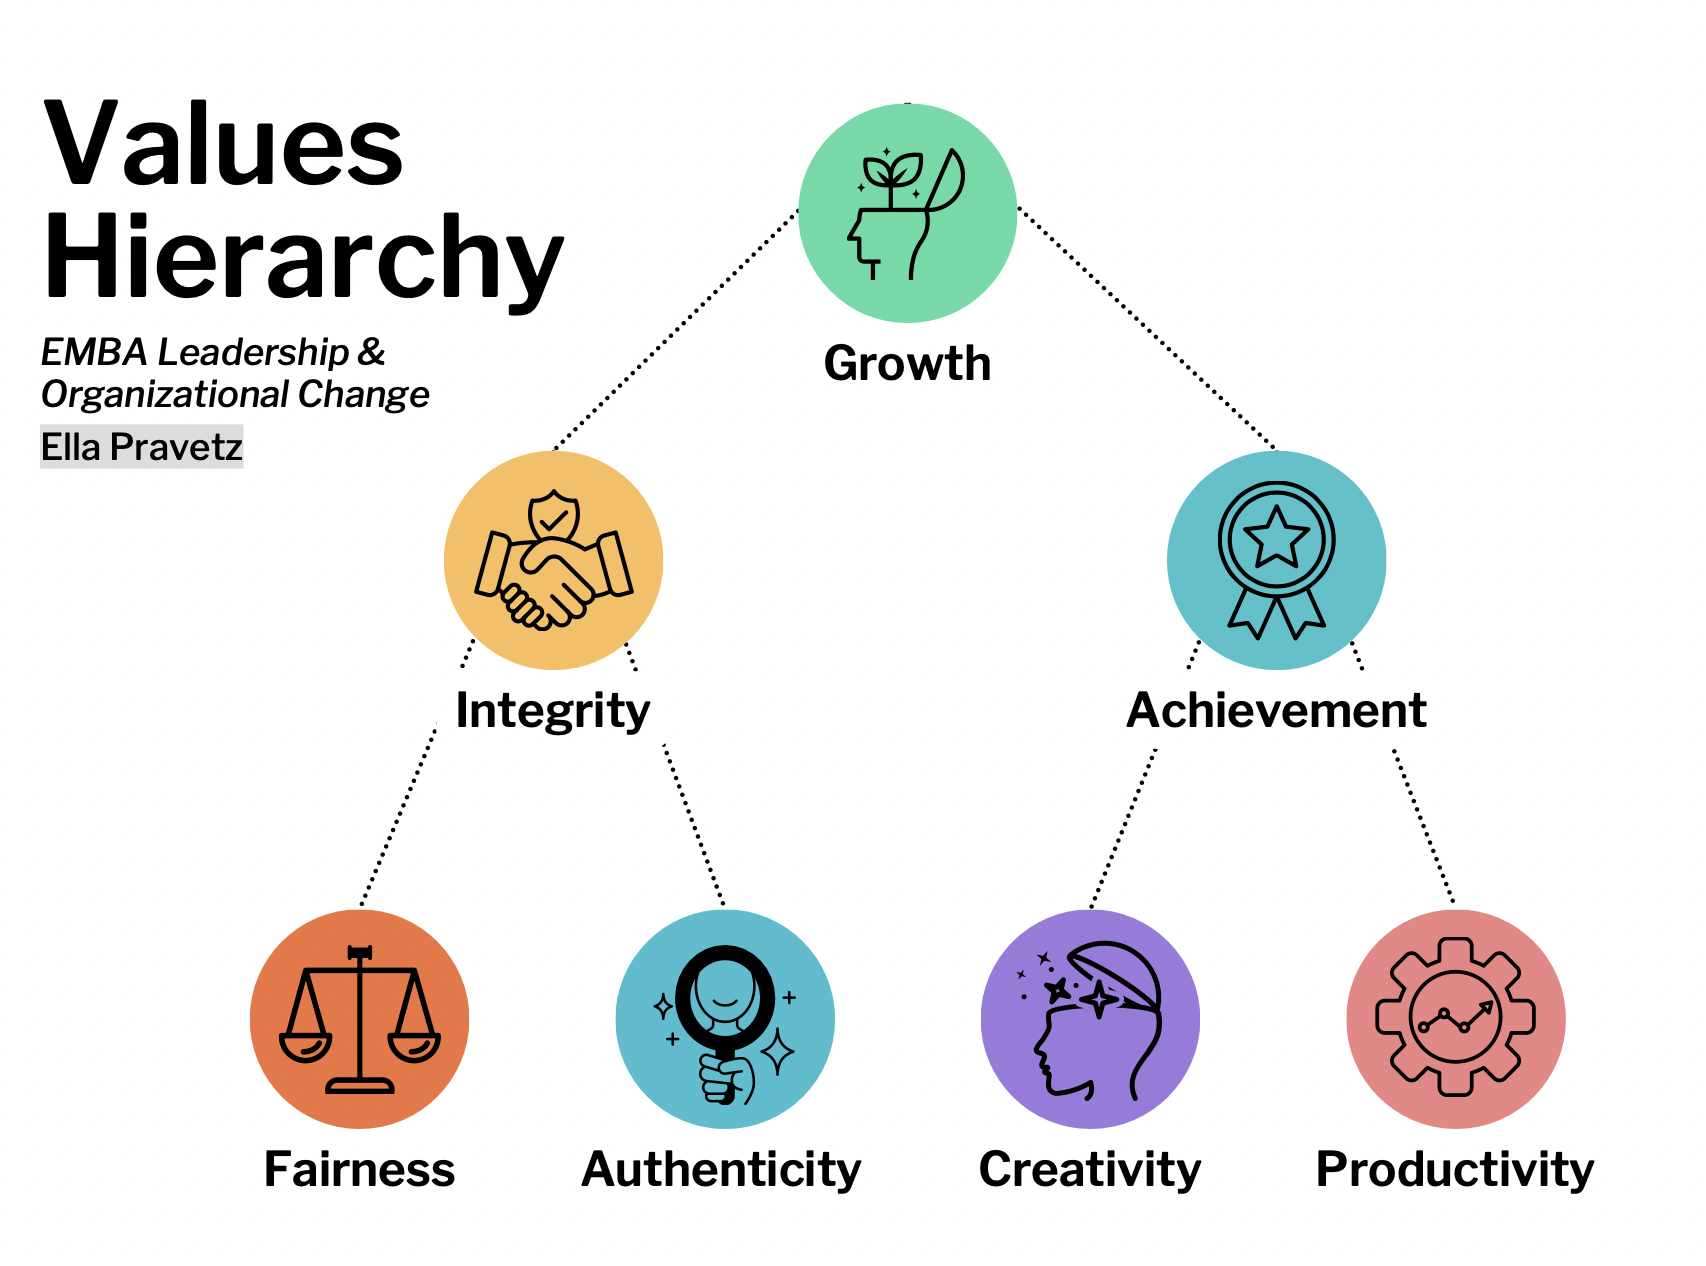 Values
Hierarchy
EMBA Leadership &
Organizational Change
Ella Pravetz
Growth
Integrity
Achievement
Fairness
Authenticity
Creativity
Productivity